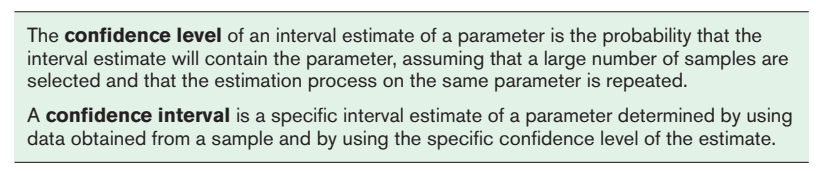 The confidence level of an interval estimate of a parameter is the probability that the
interval estimate will contain the parameter, assuming that a large number of samples are
selected and that the estimation process on the same parameter is repeated.
A confidence interval is a specific interval estimate of a parameter determined by using
data obtained from a sample and by using the specific confidence level of the estimate.